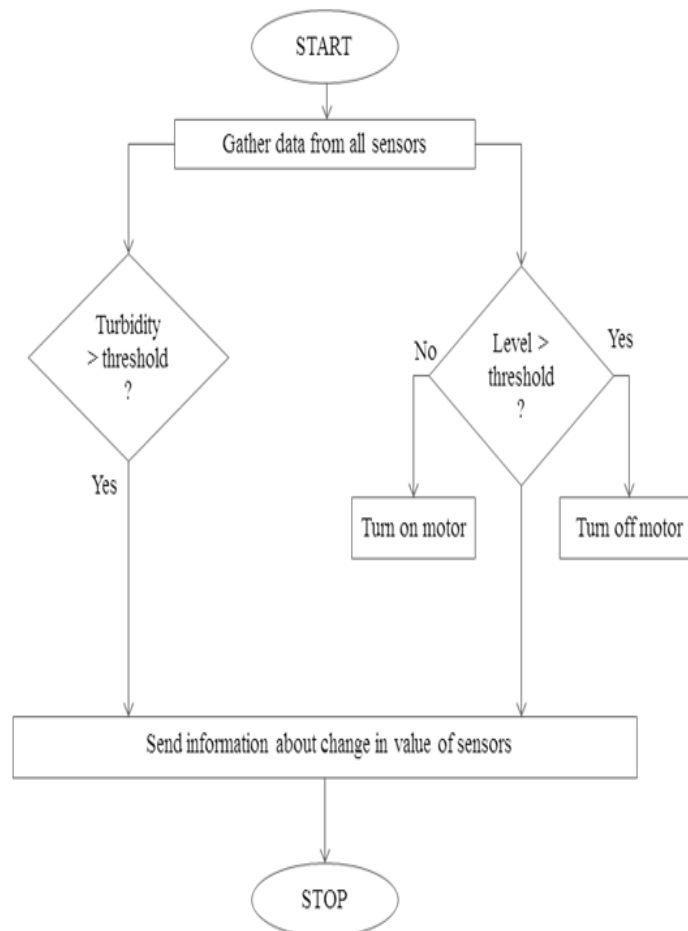 START
Gather data from all sensors
Turbidity
> threshold
?
Yes
No
Level >
threshold
?
Yes
Turn on motor
Turn off motor
Send information about change in value of sensors
STOP